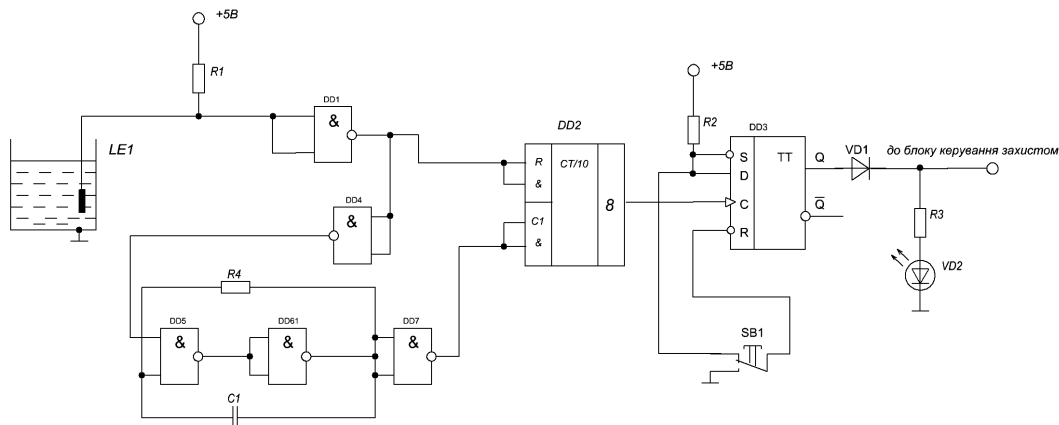 +5В
R1
LE1
DD1
&
DD4
&
R4
DD5
&
DD61
&
DD7
&
C1
DD2
R
&
CT/10
C1
&
8
+5В
R2
DD3
S
D
C
R
TT
Q
Q̅
VD1
до блоку керування захистом
R3
VD2
SB1